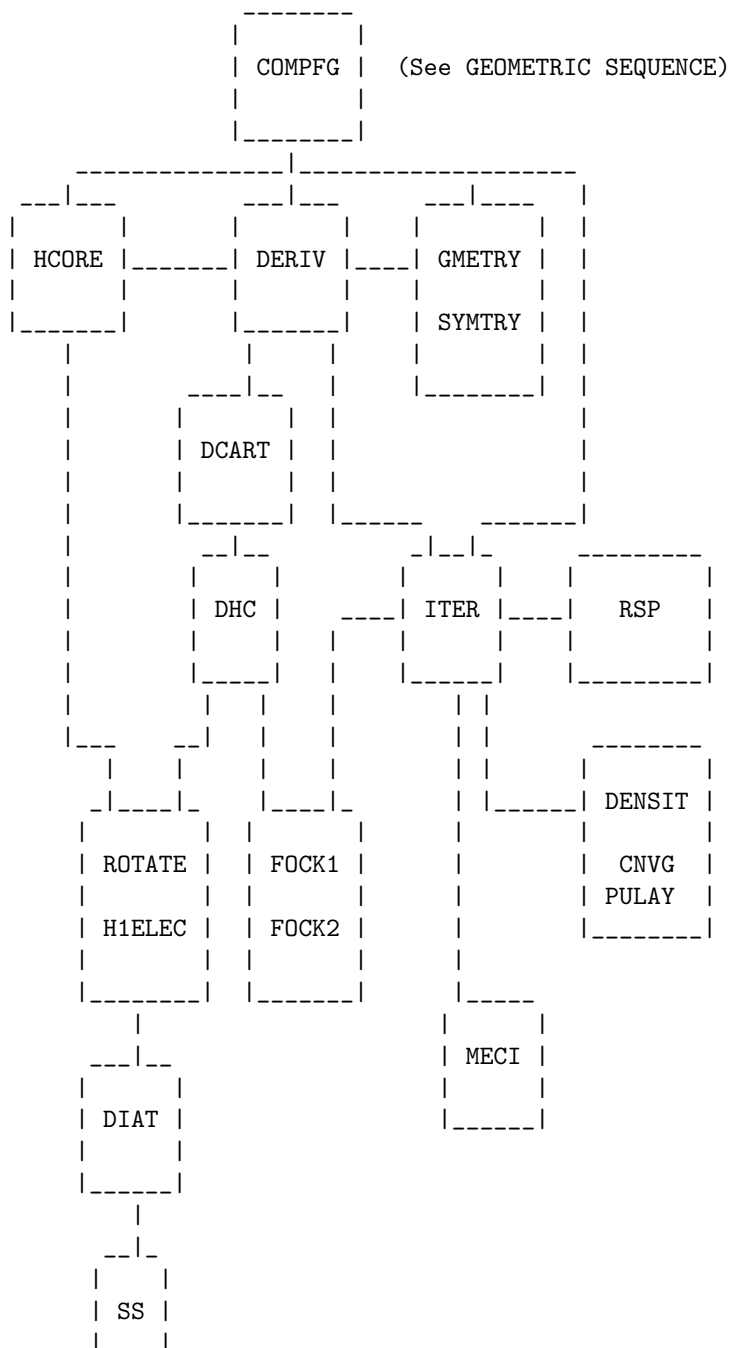 COMPFG (See GEOMETRIC SEQUENCE)
HCORE DERIV GMETRY
SYMTRY
DCART
DHC ITER RSP
DENSIT
ROTATE FOCK1 CNVG
PULAY
H1ELEC FOCK2
MECI
DIAT
SS